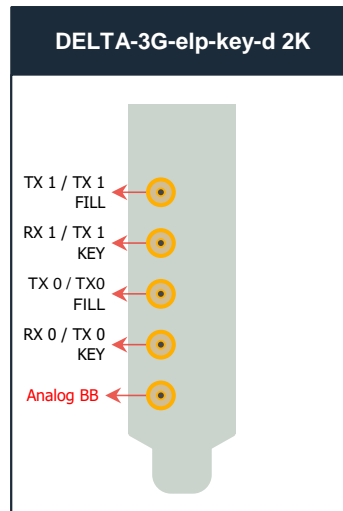 DELTA-3G-elp-key-d 2K
TX 1 / TX 1
FILL
RX 1 / TX 1
KEY
TX 0 / TX0
FILL
RX 0 / TX 0
KEY
Analog BB